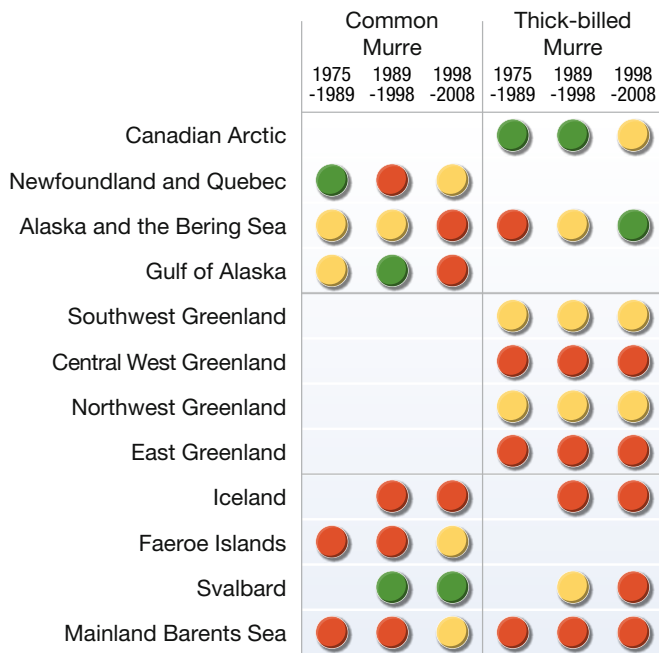 Common Murre
Thick-billed Murre
1975 -1989
1989 -1998
1998 -2008
1975 -1989
1989 -1998
1998 -2008
Canadian Arctic
Newfoundland and Quebec
Alaska and the Bering Sea
Gulf of Alaska
Southwest Greenland
Central West Greenland
Northwest Greenland
East Greenland
Iceland
Faeroe Islands
Svalbard
Mainland Barents Sea